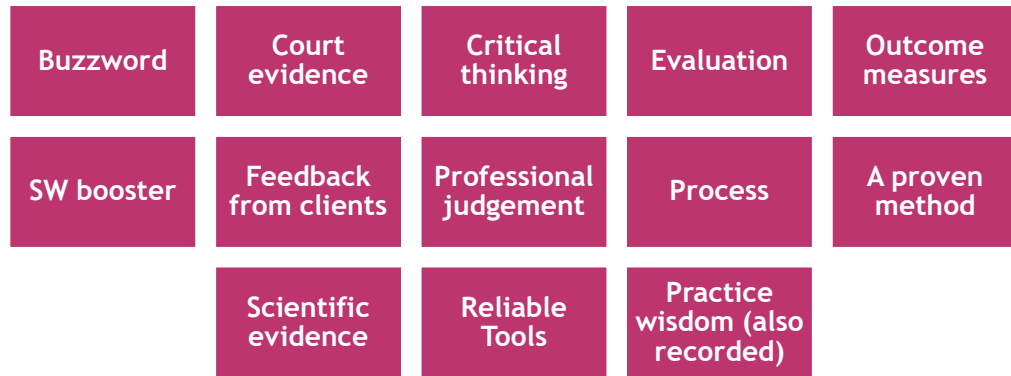 Buzzword
Court
evidence
Critical
thinking
Evaluation
Outcome
measures
SW booster
Feedback
from clients
Professional
judgement
Process
A proven
method
Scientific
evidence
Reliable
Tools
Practice
wisdom (also
recorded)